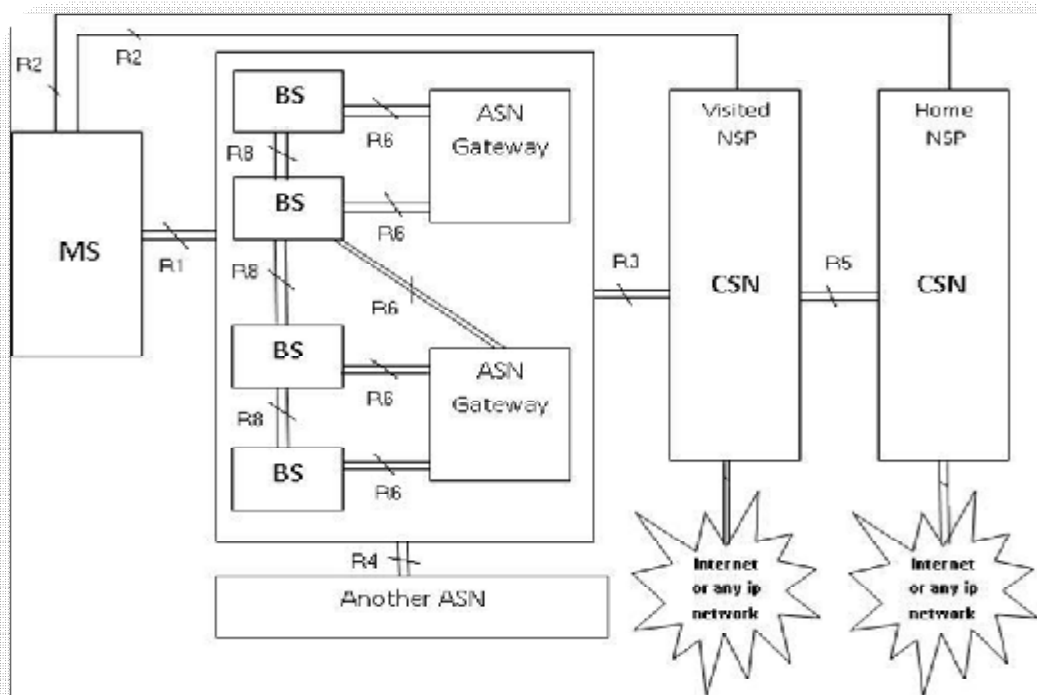 R2
R2
MS
R1
BS
R8
BS
R8
BS
R8
BS
R6
R6
R6
R6
R6
ASN
Gateway
ASN
Gateway
R4
Another ASN
R3
Visited
NSP
CSN
R5
Home
NSP
CSN
Internet
or any ip
network
Internet
or any ip
network